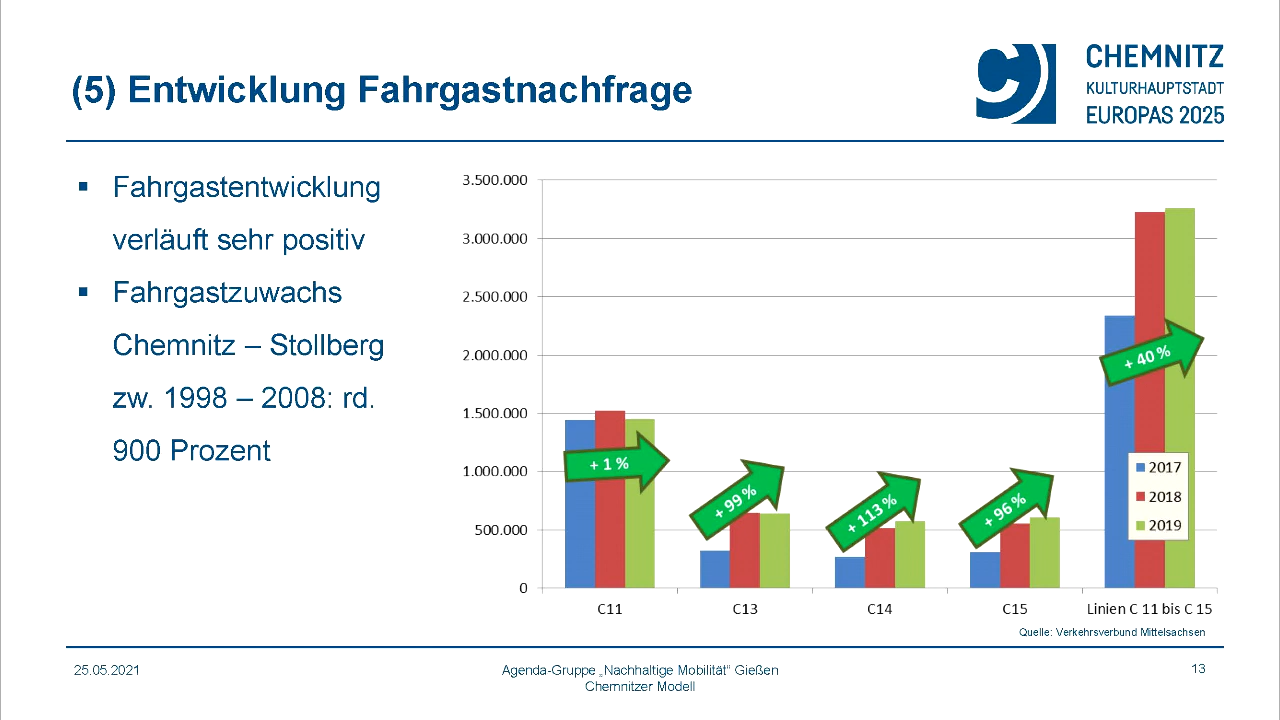 (5) Entwicklung Fahrgastnachfrage
CHEMNITZ
KULTURHAUPTSTADT
EUROPAS 2025
▪ Fahrgastentwicklung
verläuft sehr positiv
▪ Fahrgastzuwachs
Chemnitz – Stollberg
zw. 1998 – 2008: rd.
900 Prozent
3.500.000
3.000.000
2.500.000
2.000.000
1.500.000
1.000.000
500.000
0
+ 1 %
+ 99 %
+ 113 %
+ 96 %
+ 40 %
2017
2018
2019
C11 C13 C14 C15 Linien C 11 bis C 15
Quelle: Verkehrsverbund Mittelsachsen
25.05.2021
Agenda-Gruppe „Nachhaltige Mobilität“ Gießen
Chemnitzer Modell
13